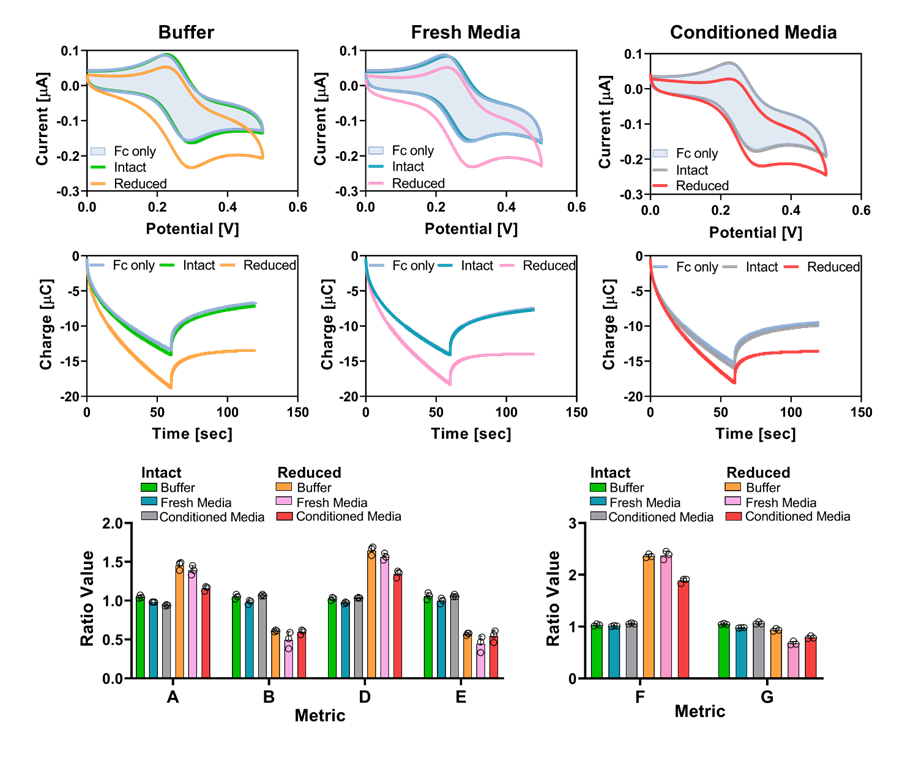 Buffer
Fresh Media
Conditioned Media
0.1
0.0
-0.1
-0.2
-0.3
Current [µA]
Fc only
Intact
Reduced
0.0 0.2 0.4 0.6
Potential [V]
0.1
0.0
-0.1
-0.2
-0.3
Current [µA]
Fc only
Intact
Reduced
0.0 0.2 0.4 0.6
Potential [V]
0.1
0.0
-0.1
-0.2
-0.3
Current [µA]
Fc only
Intact
Reduced
0.0 0.2 0.4 0.6
Potential [V]
0
-5
-10
-15
-20
Charge [µC]
Fc only Intact Reduced
0 50 100 150
Time [sec]
0
-5
-10
-15
-20
Charge [µC]
Fc only Intact Reduced
0 50 100 150
Time [sec]
0
-5
-10
-15
-20
Charge [µC]
Fc only Intact Reduced
0 50 100 150
Time [sec]
Intact Reduced
Buffer Buffer
Fresh Media Fresh Media
Conditioned Media Conditioned Media
2.0
1.5
1.0
0.5
0.0
Ratio Value
A B D E
Metric
Intact Reduced
Buffer Buffer
Fresh Media Fresh Media
Conditioned Media Conditioned Media
3
2
1
0
Ratio Value
F G
Metric